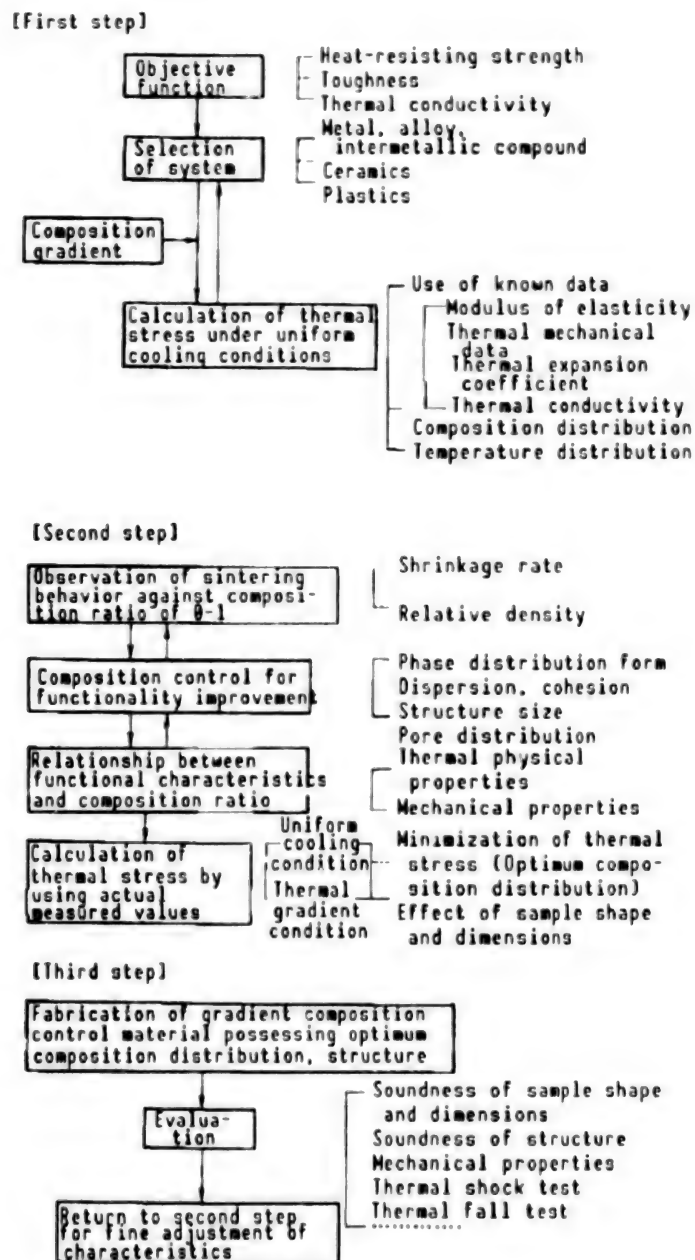 [First step]
Objective
function
Heat-resisting strength
Toughness
Thermal conductivity
Selection
of system
Metal, alloy,
intermetallic compound
Ceramics
Plastics
Composition
gradient
Calculation of thermal
stress under uniform
cooling conditions
Use of known data
Modulus of elasticity
Thermal mechanical
data
Thermal expansion
coefficient
Thermal conductivity
Composition distribution
Temperature distribution
[Second step]
Observation of sintering
behavior against composi-
tion ratio of 0-1
Shrinkage rate
Relative density
Composition control for
functionality improvement
Phase distribution form
Dispersion, cohesion
Structure size
Pore distribution
Relationship between
functional characteristics
and composition ratio
Thermal physical
properties
Mechanical properties
Calculation of
thermal stress by
using actual
measured values
Uniform
cooling
condition
Thermal
gradient
condition
Minimization of thermal
stress (Optimum compo-
sition distribution)
Effect of sample shape
and dimensions
[Third step]
Fabrication of gradient composition
control material possessing optimum
composition distribution, structure
Evalua-
tion
Soundness of sample shape
and dimensions
Soundness of structure
Mechanical properties
Thermal shock test
Thermal fall test
..........
Return to second step
for fine adjustment of
characteristics